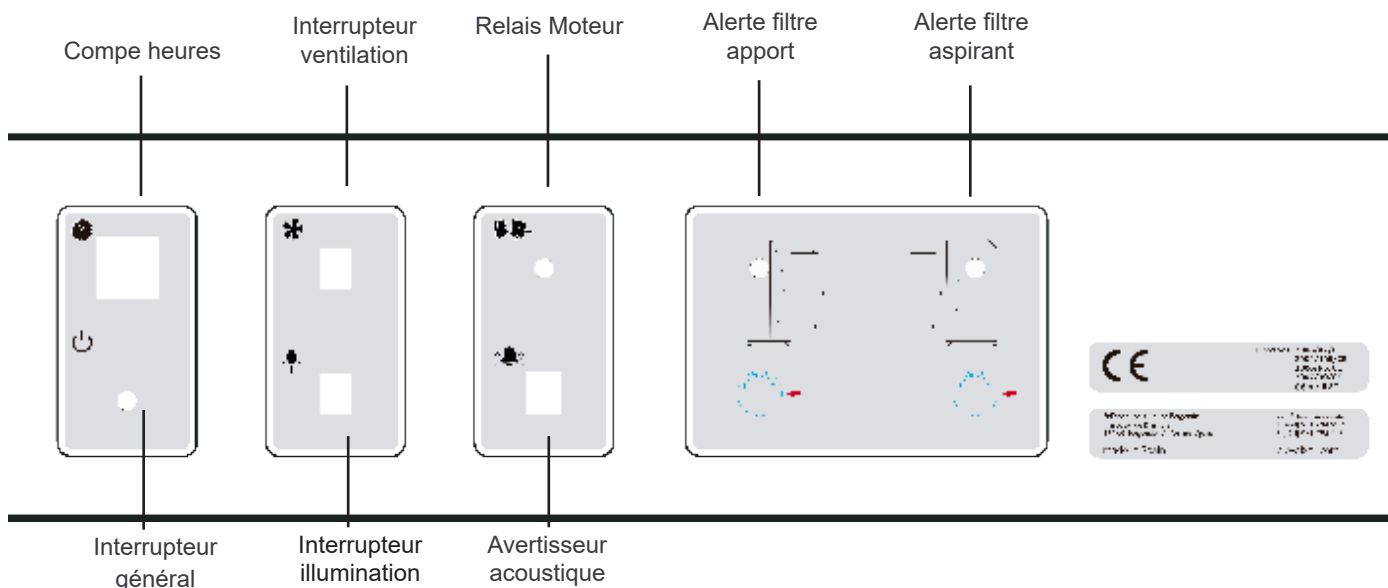 Compe heures
Interrupteur
ventilation
Relais Moteur
Alerte filtre
apport
Alerte filtre
aspirant
CE
Interrupteur
général
Interrupteur
illumination
Avertisseur
acoustique